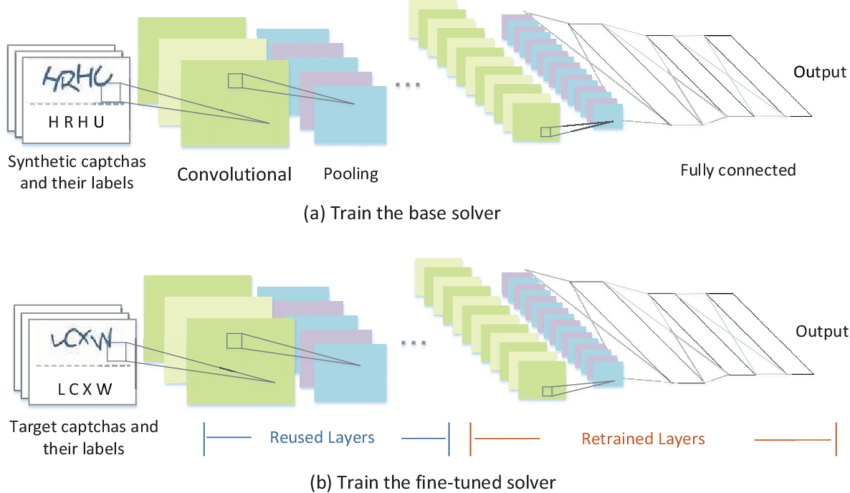 HRHU
H R H U
Output
Synthetic captchas
and their labels
Convolutional
Pooling
...
Fully connected
(a) Train the base solver
LCXW
L C X W
...
Output
Target captchas and
their labels
Reused Layers
Retrained Layers
(b) Train the fine-tuned solver